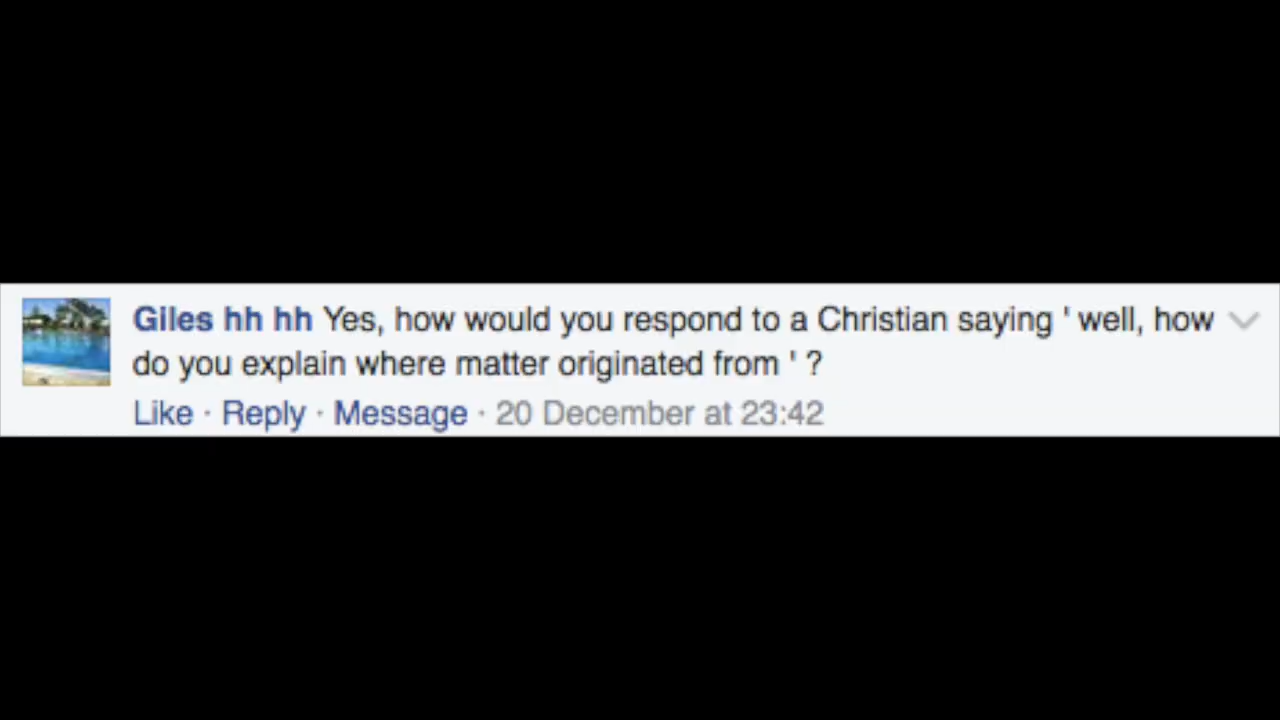 Giles hh hh Yes, how would you respond to a Christian saying ' well, how
do you explain where matter originated from ' ?
Like · Reply · Message · 20 December at 23:42